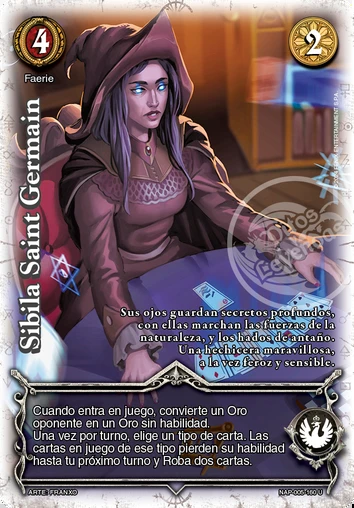 4
2
Faerie
Sibila Saint Germain
ENTERTAINMENT S.P.A.
Mitos
Sus ojos guardan secretos profundos,
con ellas marchan las fuerzas de la
naturaleza, y los hados de antaño.
Una hechicera maravillosa,
a la vez feroz y sensible.
Cuando entra en juego, convierte un Oro
oponente en un Oro sin habilidad.
Una vez por turno, elige un tipo de carta. Las
cartas en juego de ese tipo pierden su habilidad
hasta tu próximo turno y Roba dos cartas.
ARTE: FRANXO
NAP-005-160 U